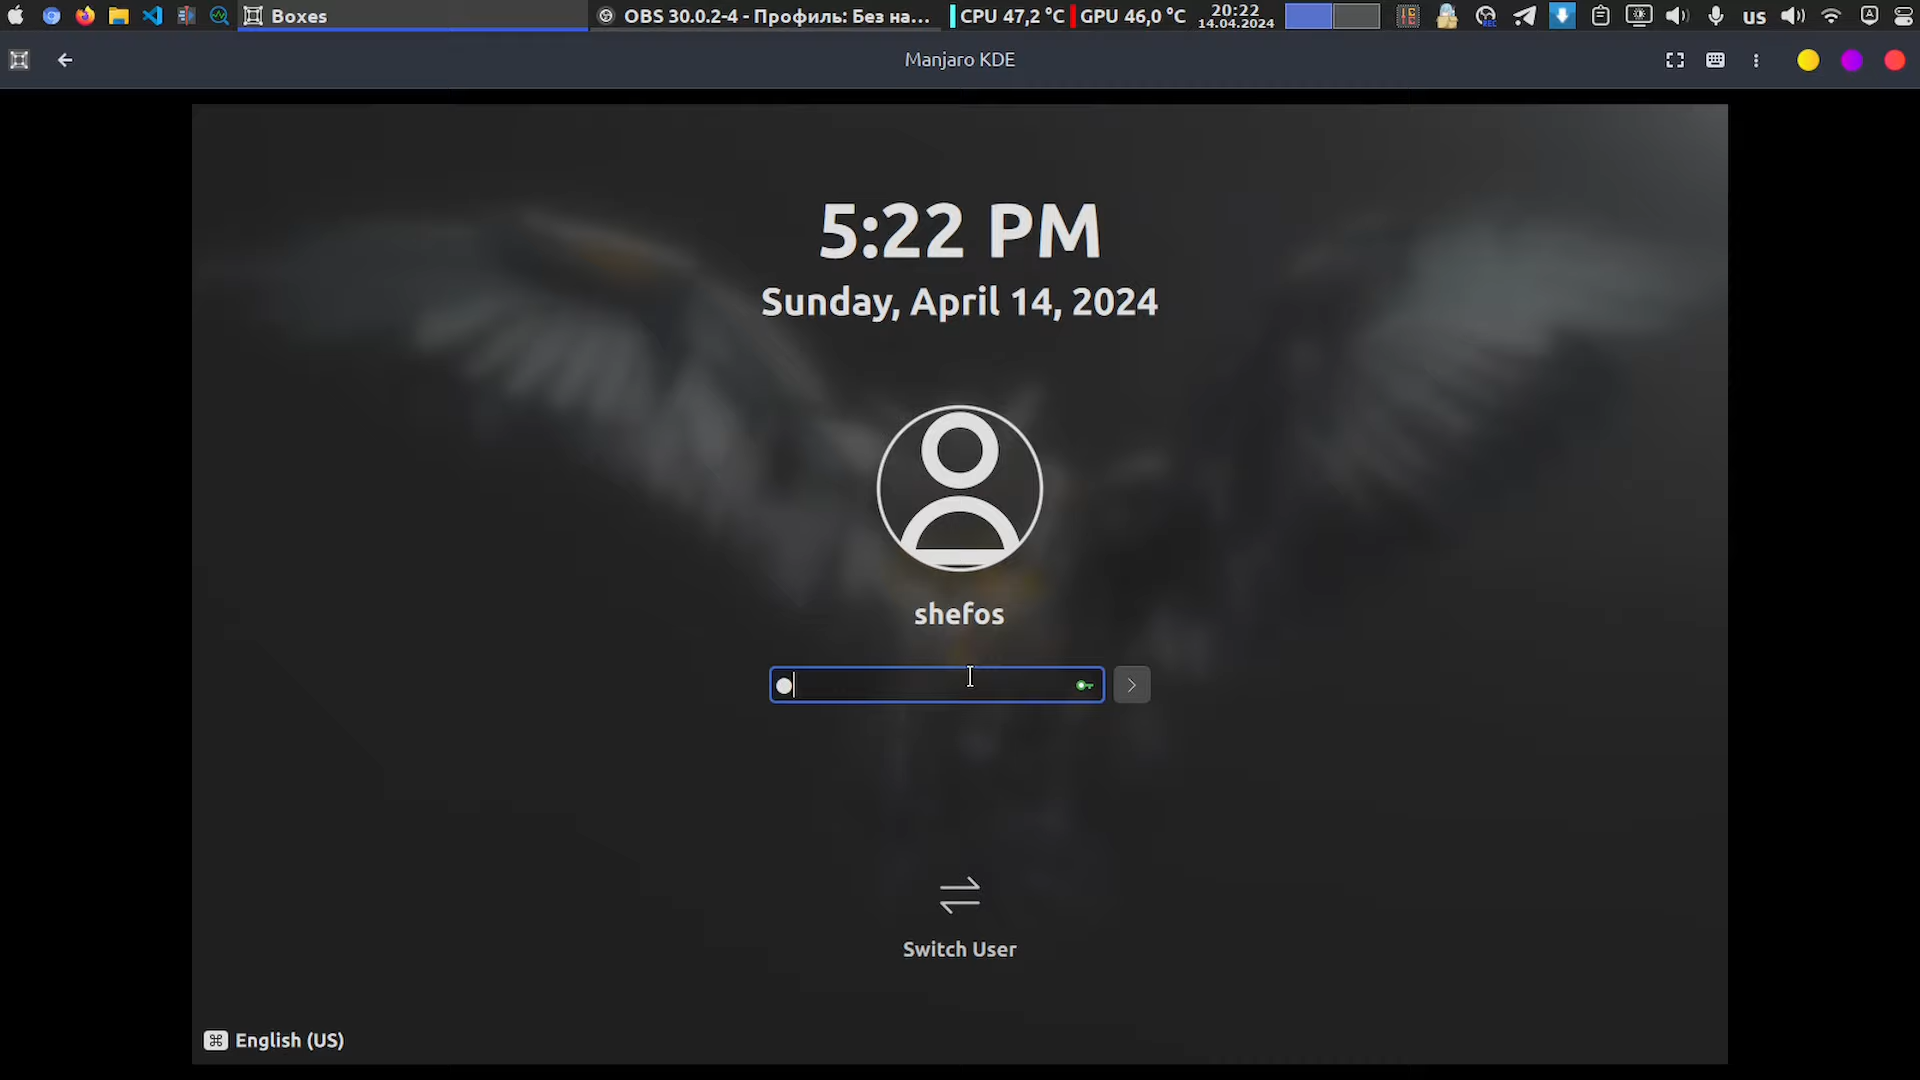 Boxes
OBS 30.0.2-4 - Профиль: Без на...
CPU 47,2 °C
GPU 46,0 °C
20:22
14.04.2024
us
Manjaro KDE
5:22 PM
Sunday, April 14, 2024
shefos
Switch User
English (US)